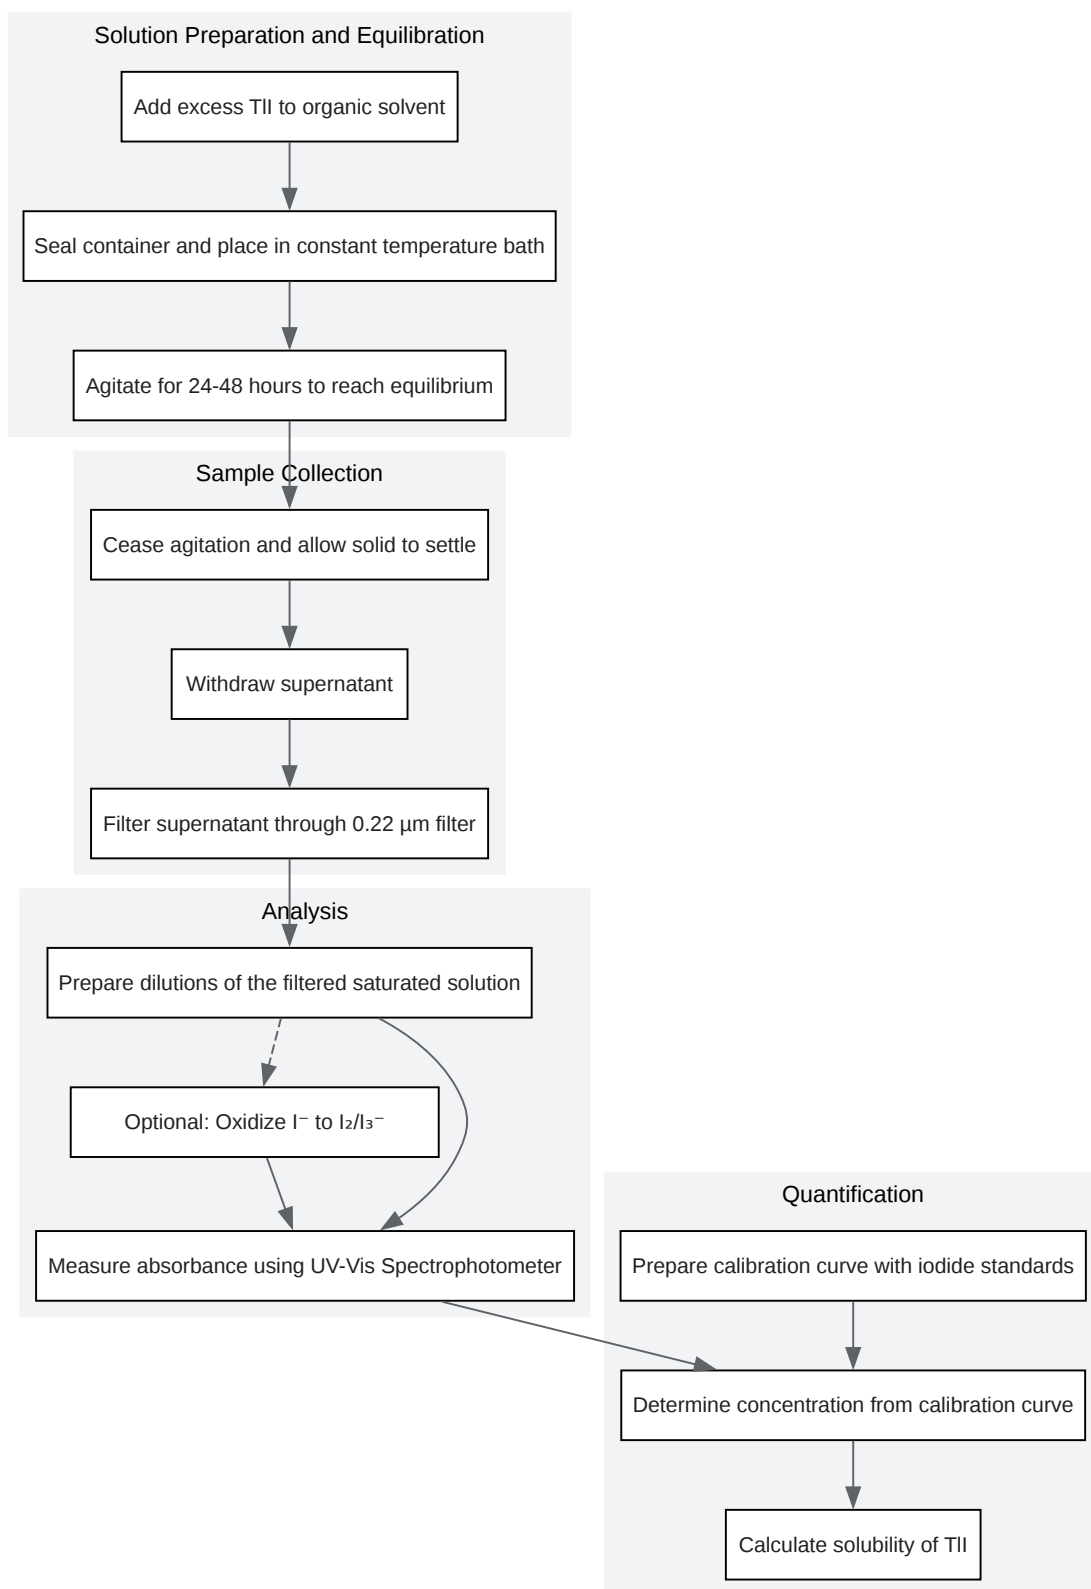 Solution Preparation and Equilibration
Add excess TlI to organic solvent
Seal container and place in constant temperature bath
Agitate for 24-48 hours to reach equilibrium
Sample Collection
Cease agitation and allow solid to settle
Withdraw supernatant
Filter supernatant through 0.22 µm filter
Analysis
Prepare dilutions of the filtered saturated solution
Optional: Oxidize I⁻ to I₂/I₃⁻
Measure absorbance using UV-Vis Spectrophotometer
Quantification
Prepare calibration curve with iodide standards
Determine concentration from calibration curve
Calculate solubility of TlI